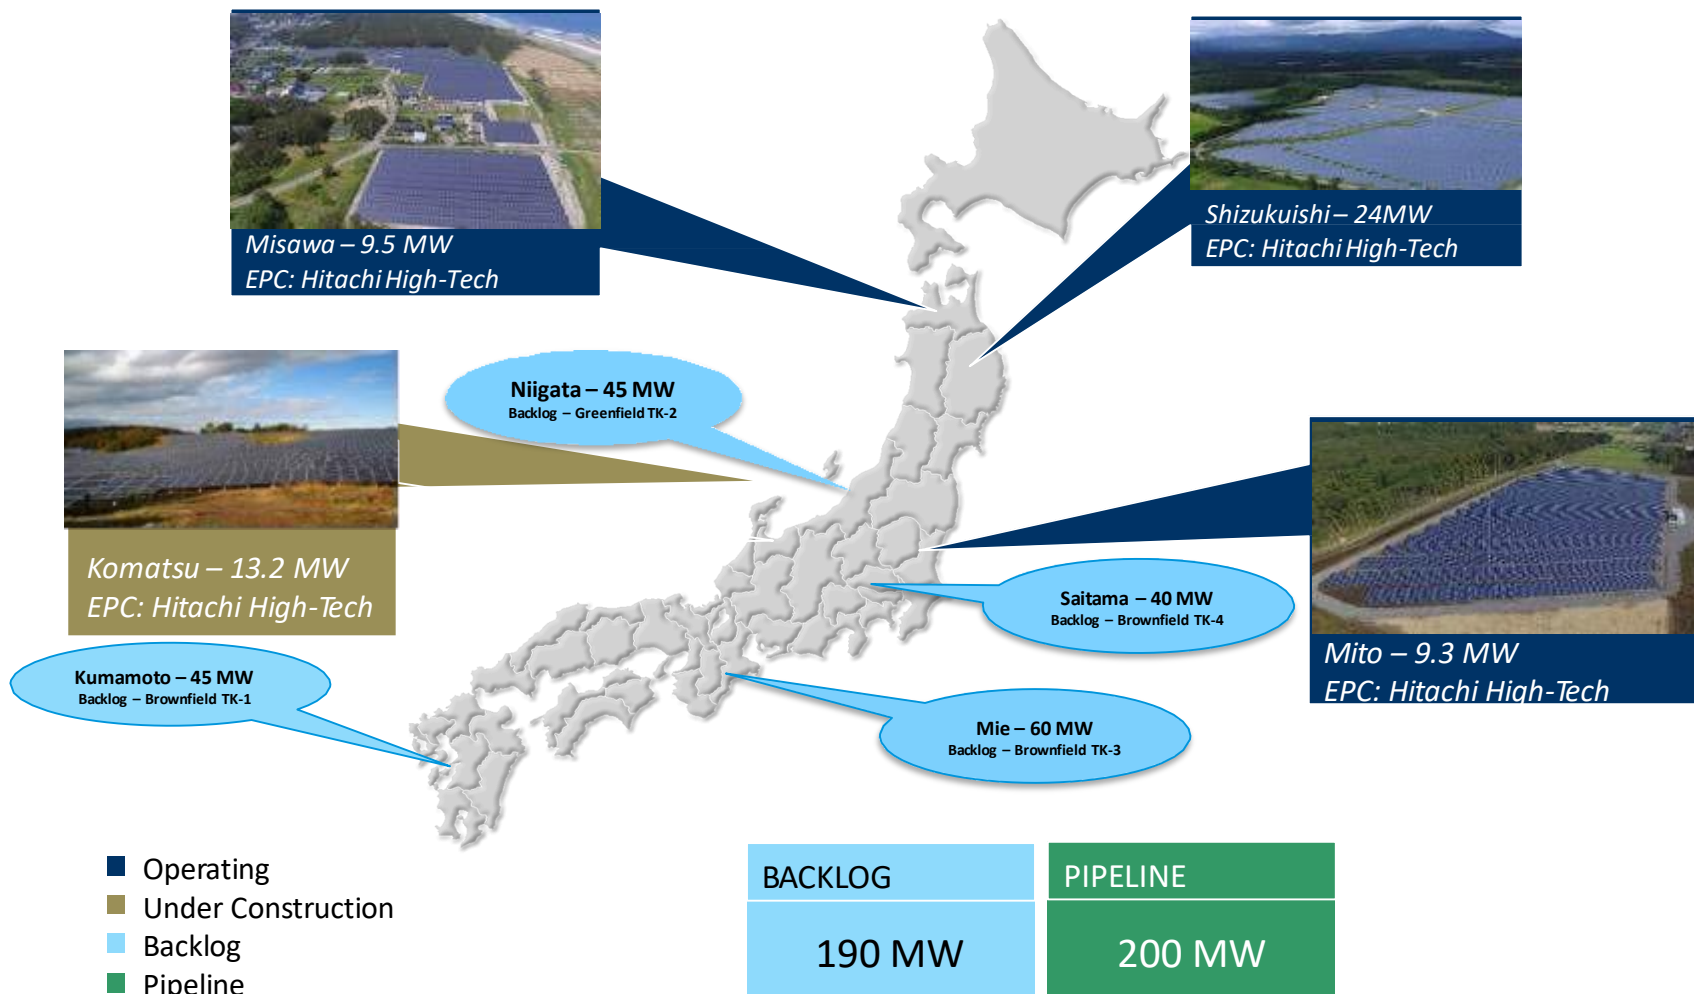 Misawa – 9.5 MW
EPC: Hitachi High-Tech
Shizukuishi – 24MW
EPC: Hitachi High-Tech
Niigata – 45 MW
Backlog – Greenfield TK-2
Komatsu – 13.2 MW
EPC: Hitachi High-Tech
Saitama – 40 MW
Backlog – Brownfield TK-4
Mito – 9.3 MW
EPC: Hitachi High-Tech
Kumamoto – 45 MW
Backlog – Brownfield TK-1
Mie – 60 MW
Backlog – Brownfield TK-3
Operating
Under Construction
Backlog
Pipeline
BACKLOG
190 MW
PIPELINE
200 MW